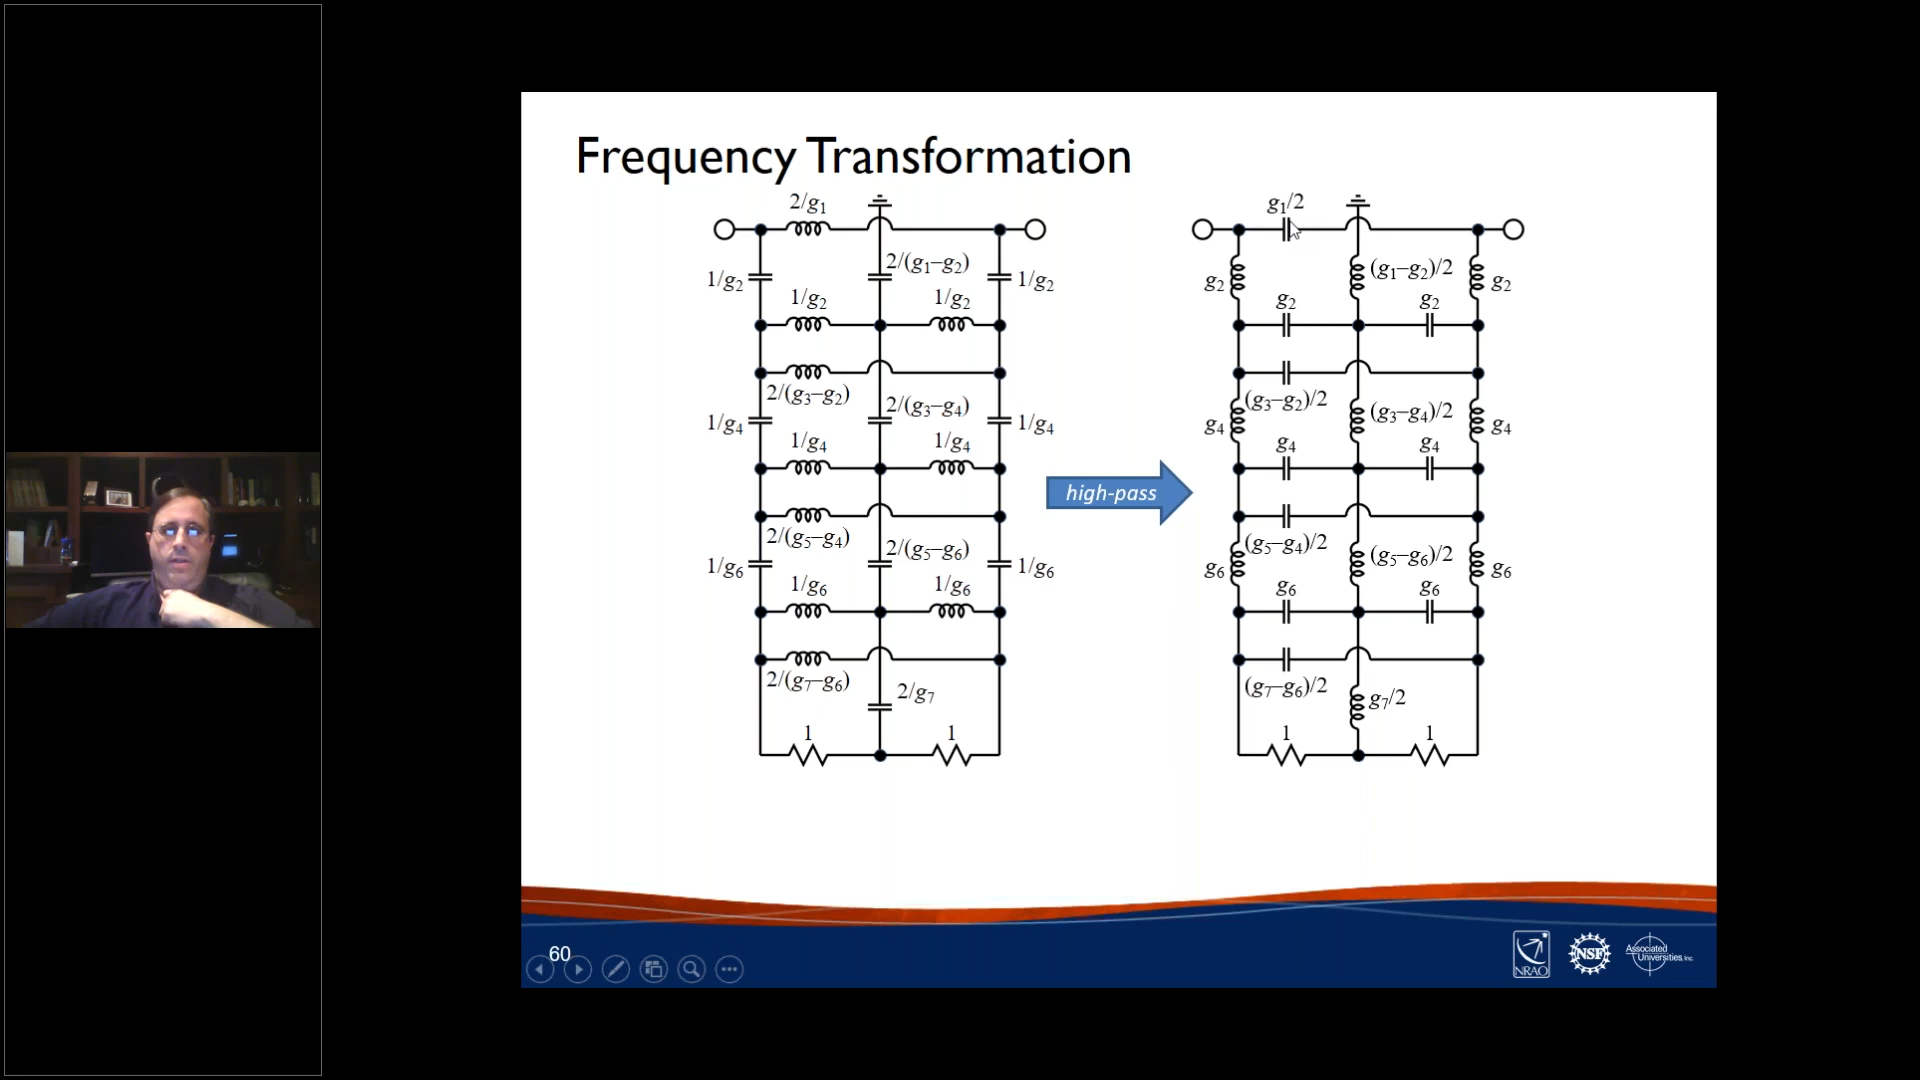 Frequency Transformation
2/g₁
2/(g₁–g₂)
1/g₂
1/g₂
1/g₂
1/g₂
2/(g₃–g₂)
2/(g₃–g₄)
1/g₄
1/g₄
1/g₄
1/g₄
2/(g₅–g₄)
2/(g₅–g₆)
1/g₆
1/g₆
1/g₆
1/g₆
2/(g₇–g₆)
2/g₇
1
1
high-pass
g₁/2
(g₁–g₂)/2
g₂
g₂
g₂
g₂
(g₃–g₂)/2
(g₃–g₄)/2
g₄
g₄
g₄
g₄
(g₅–g₄)/2
(g₅–g₆)/2
g₆
g₆
g₆
g₆
(g₇–g₆)/2
g₇/2
1
1
60
NRAO
NSF
Associated
Universities, Inc.